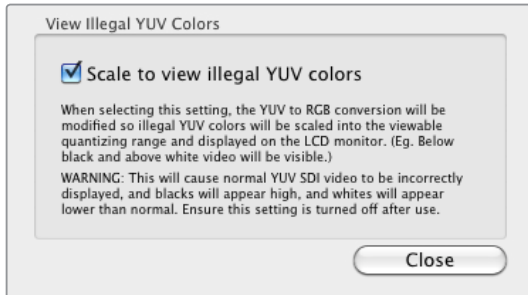 View Illegal YUV Colors
Scale to view illegal YUV colors
When selecting this setting, the YUV to RGB conversion will be
modified so illegal YUV colors will be scaled into the viewable
quantizing range and displayed on the LCD monitor. (Eg. Below
black and above white video will be visible.)
WARNING: This will cause normal YUV SDI video to be incorrectly
displayed, and blacks will appear high, and whites will appear
lower than normal. Ensure this setting is turned off after use.
Close